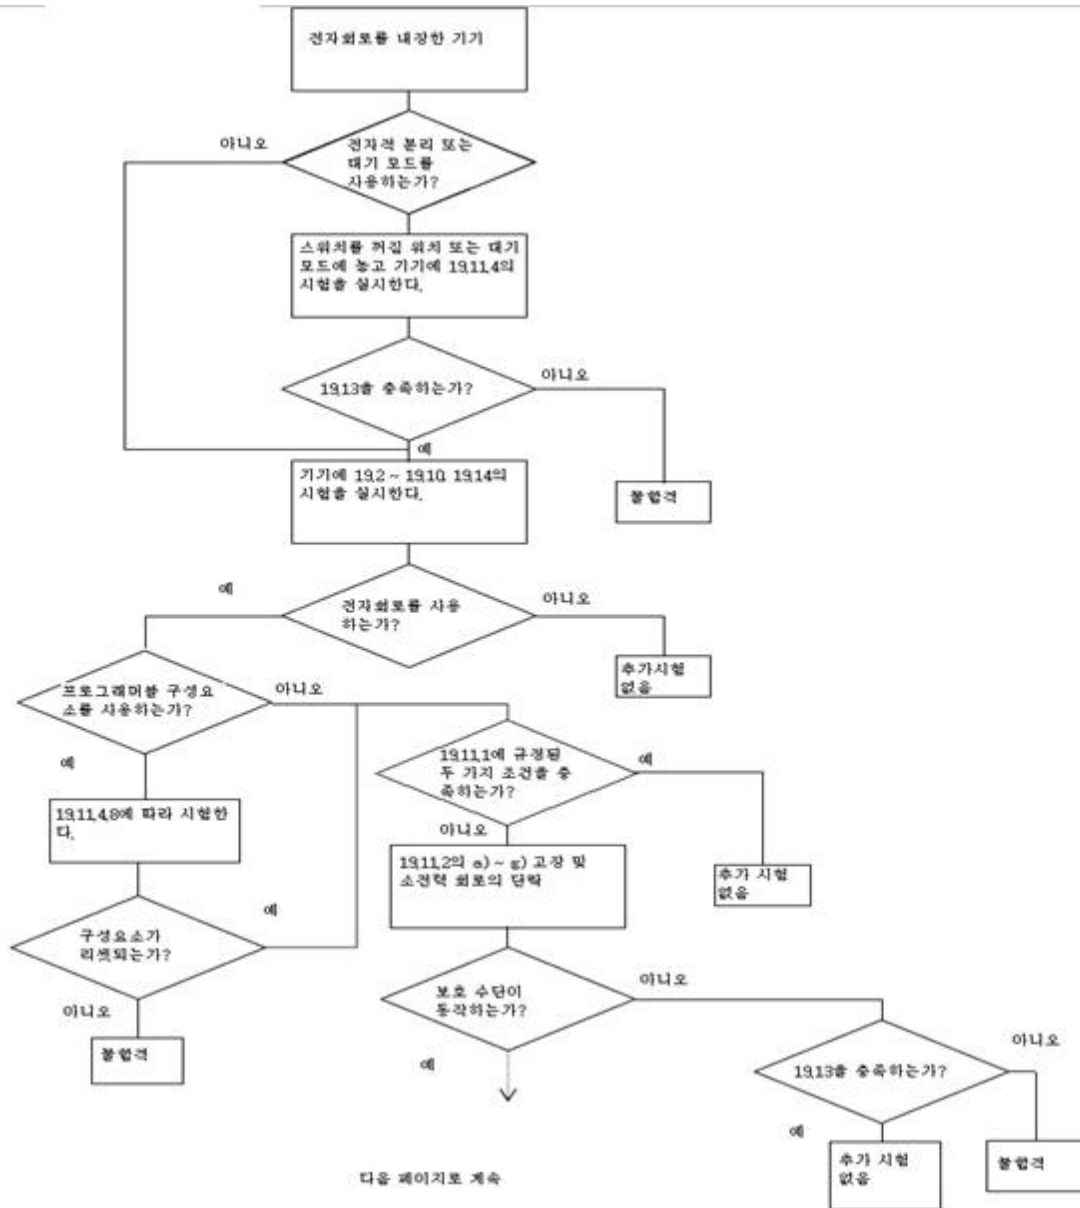 전자회로를 내장한 기기
아니오
전자적 분리 또는
대기 모드를
사용하는가?
스위치를 꺼짐 위치 또는 대기
모드에 놓고 기기에 19.11.4의
시험을 실시한다.
19.13을 충족하는가?
아니오
예
기기에 19.2 ~ 19.10, 19.14의
시험을 실시한다.
불합격
예
전자회로를 사용
하는가?
아니오
추가시험
없음
프로그래머블 구성요
소를 사용하는가?
아니오
예
19.11.1에 규정된
두 가지 조건을 충
족하는가?
예
19.11.4.8에 따라 시험한
다.
아니오
19.11.2의 a) ~ g) 고장 및
소전력 회로의 단락
추가 시험
없음
예
구성요소가
리셋되는가?
아니오
불합격
보호 수단이
동작하는가?
아니오
예
19.13을 충족하는가?
아니오
예
추가 시험
없음
불합격
다음 페이지로 계속